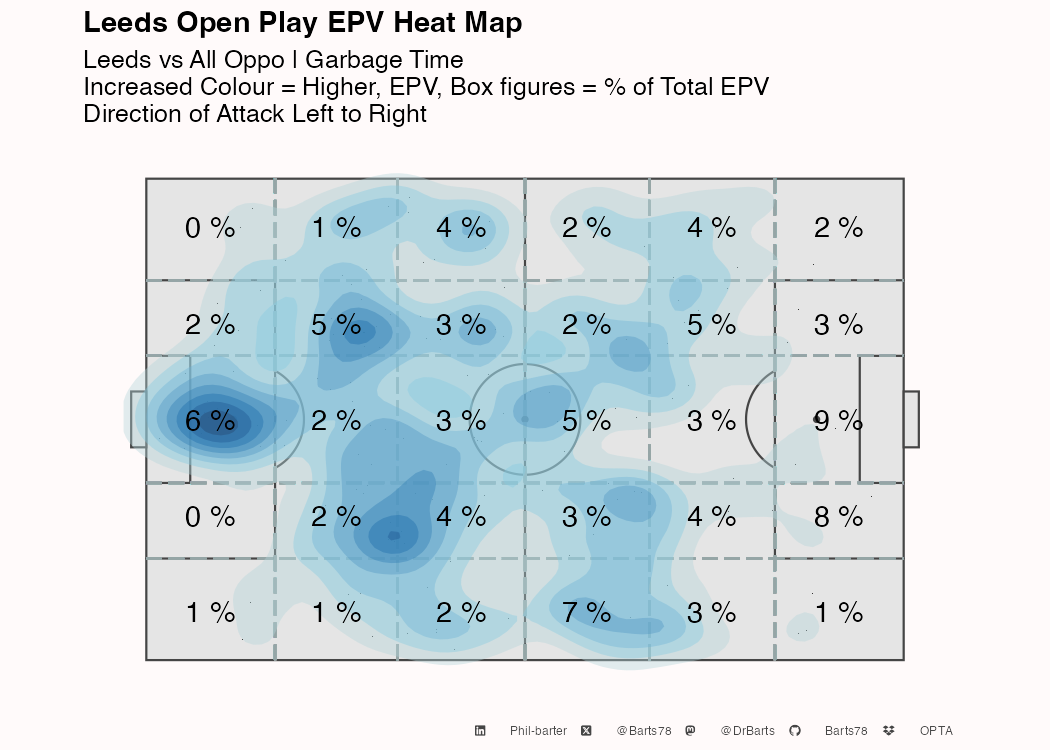 Leeds Open Play EPV Heat Map
Leeds vs All Oppo | Garbage Time
Increased Colour = Higher, EPV, Box figures = % of Total EPV
Direction of Attack Left to Right
0 % 1 % 4 % 2 % 4 % 2 %
2 % 5 % 3 % 2 % 5 % 3 %
6 % 2 % 3 % 5 % 3 % 9 %
0 % 2 % 4 % 3 % 4 % 8 %
1 % 1 % 2 % 7 % 3 % 1 %
Phil-barter @Barts78 @DrBarts Barts78 OPTA